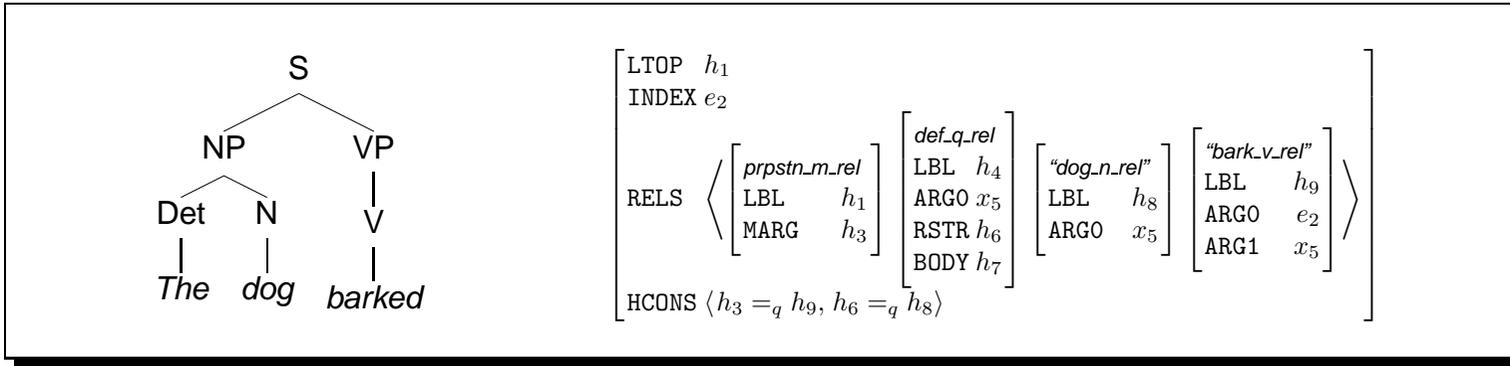 S
NP VP
Det N V
The dog barked
LTOP h1
INDEX e2
RELS ⟨ [prpstn_m_rel LBL h1 MARG h3] [def_q_rel LBL h4 ARG0 x5 RSTR h6 BODY h7] [“dog_n_rel” LBL h8 ARG0 x5] [“bark_v_rel” LBL h9 ARG0 e2 ARG1 x5] ⟩
HCONS ⟨h3 =q h9, h6 =q h8⟩